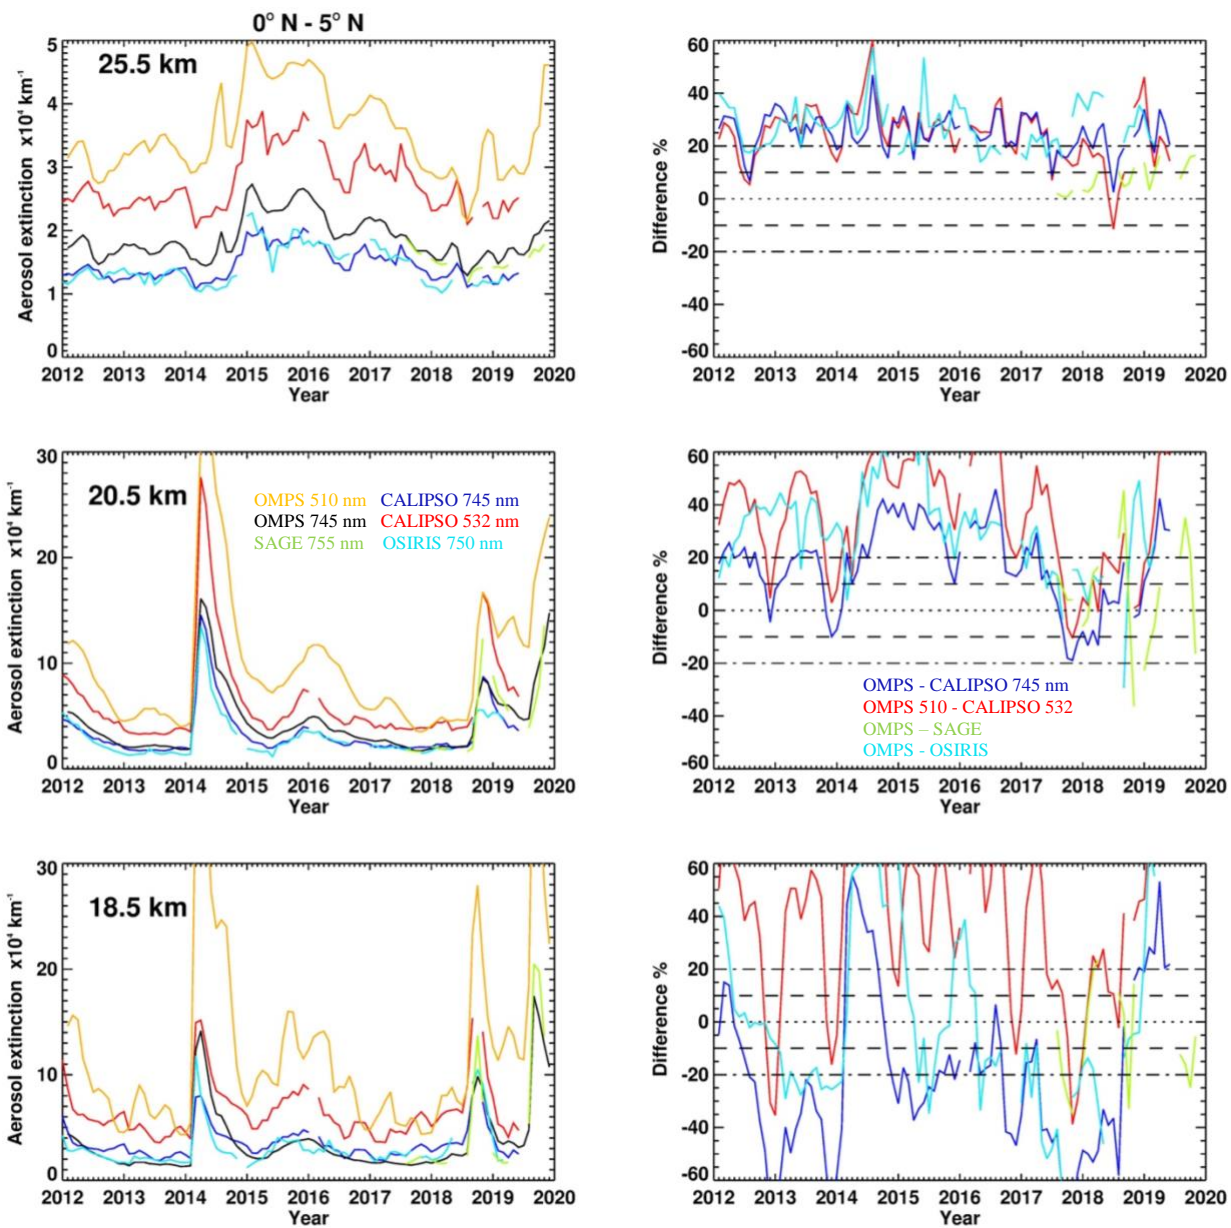 0° N - 5° N
25.5 km
Aerosol extinction x10⁴ km⁻¹
5
4
3
2
1
0
2012 2013 2014 2015 2016 2017 2018 2019 2020
Year
Difference %
60
40
20
0
-20
-40
-60
2012 2013 2014 2015 2016 2017 2018 2019 2020
Year
20.5 km
Aerosol extinction x10⁴ km⁻¹
30
20
10
0
OMPS 510 nm CALIPSO 745 nm
OMPS 745 nm CALIPSO 532 nm
SAGE 755 nm OSIRIS 750 nm
2012 2013 2014 2015 2016 2017 2018 2019 2020
Year
Difference %
60
40
20
0
-20
-40
-60
OMPS - CALIPSO 745 nm
OMPS 510 - CALIPSO 532
OMPS – SAGE
OMPS - OSIRIS
2012 2013 2014 2015 2016 2017 2018 2019 2020
Year
18.5 km
Aerosol extinction x10⁴ km⁻¹
30
20
10
0
2012 2013 2014 2015 2016 2017 2018 2019 2020
Year
Difference %
60
40
20
0
-20
-40
-60
2012 2013 2014 2015 2016 2017 2018 2019 2020
Year